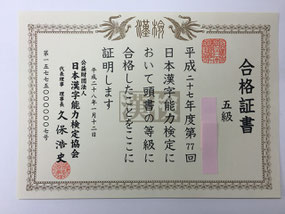 漢検
合格証書
五級
平成二十七年度第77回
日本漢字能力検定に
おいて頭書の等級に
合格したことをここに
証明します
平成二十八年一月十二日
公益財団法人
日本漢字能力検定協会
代表理事 理事長 久保浩史